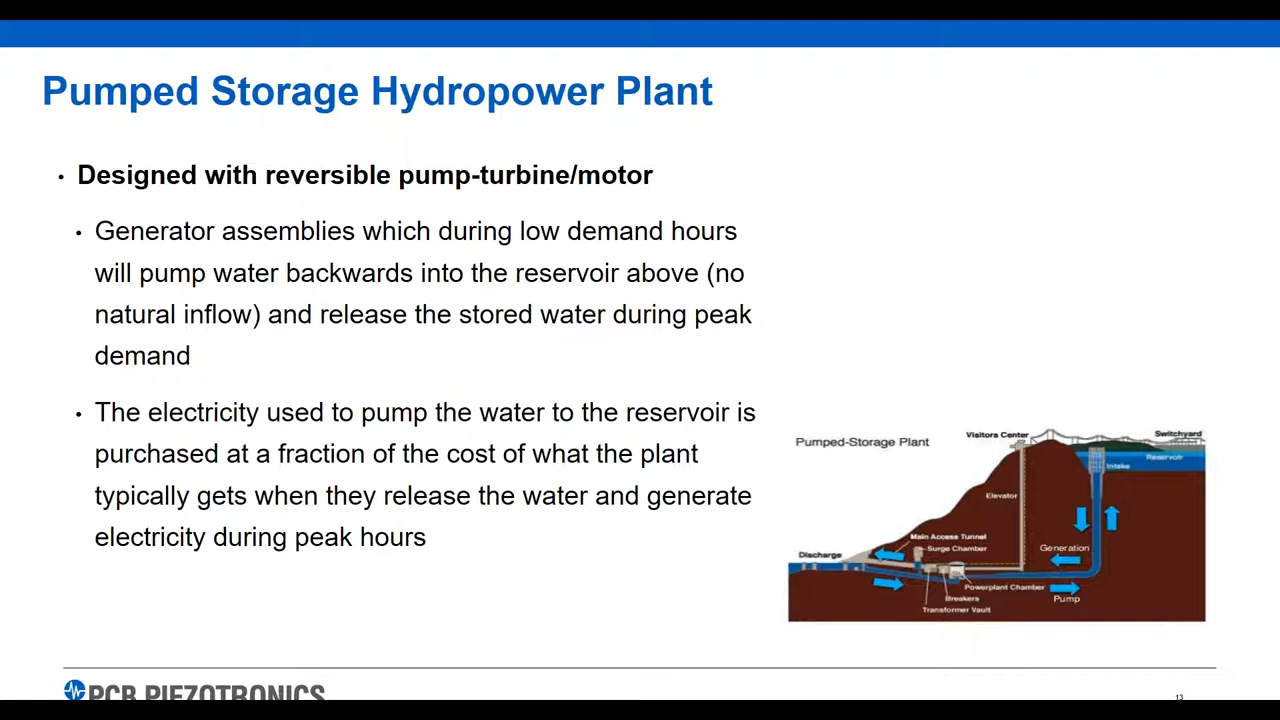 Pumped Storage Hydropower Plant
• Designed with reversible pump-turbine/motor
• Generator assemblies which during low demand hours
will pump water backwards into the reservoir above (no
natural inflow) and release the stored water during peak
demand
• The electricity used to pump the water to the reservoir is
purchased at a fraction of the cost of what the plant
typically gets when they release the water and generate
electricity during peak hours
Pumped-Storage Plant
Visitors Center
Switchyard
Reservoir
Intake
Elevator
Main Access Tunnel
Surge Chamber
Discharge
Generation
Powerplant Chamber
Breakers
Pump
Transformer Vault
PCB PIEZOTRONICS
13